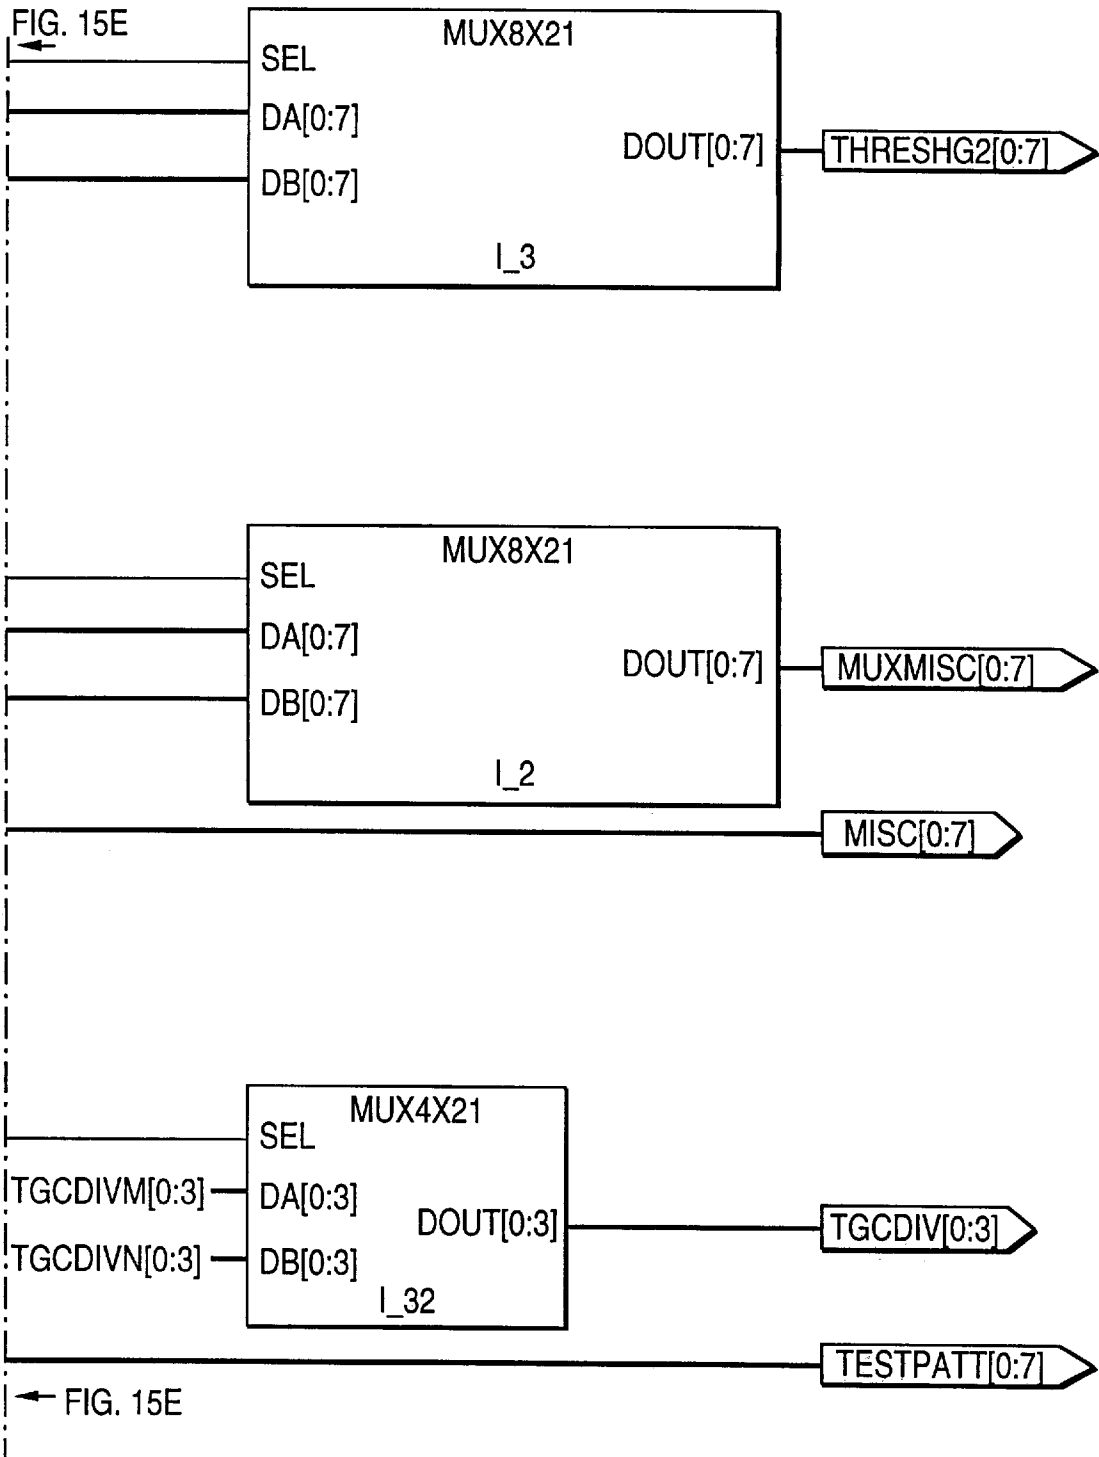 FIG. 15E
MUX8X21
SEL
DA[0:7]
DB[0:7]
DOUT[0:7]
THRESHG2[0:7]
I_3
MUX8X21
SEL
DA[0:7]
DB[0:7]
DOUT[0:7]
MUXMISC[0:7]
I_2
MISC[0:7]
MUX4X21
SEL
TGCDIVM[0:3]
DA[0:3]
DOUT[0:3]
TGCDIV[0:3]
TGCDIVN[0:3]
DB[0:3]
I_32
TESTPATT[0:7]
FIG. 15E